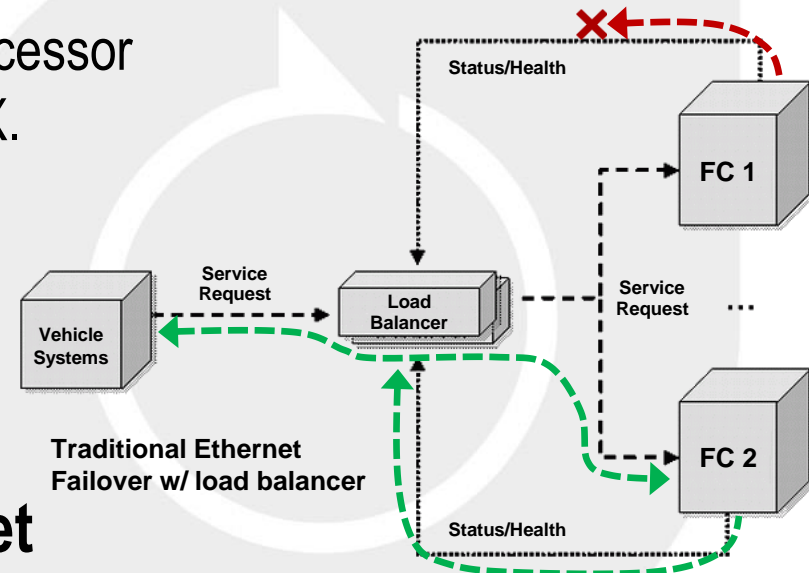 cessor
Status/Health
FC 1
Service
Request
Load
Balancer
Service
Request
...
Vehicle
Systems
Traditional Ethernet
Failover w/ load balancer
FC 2
Status/Health